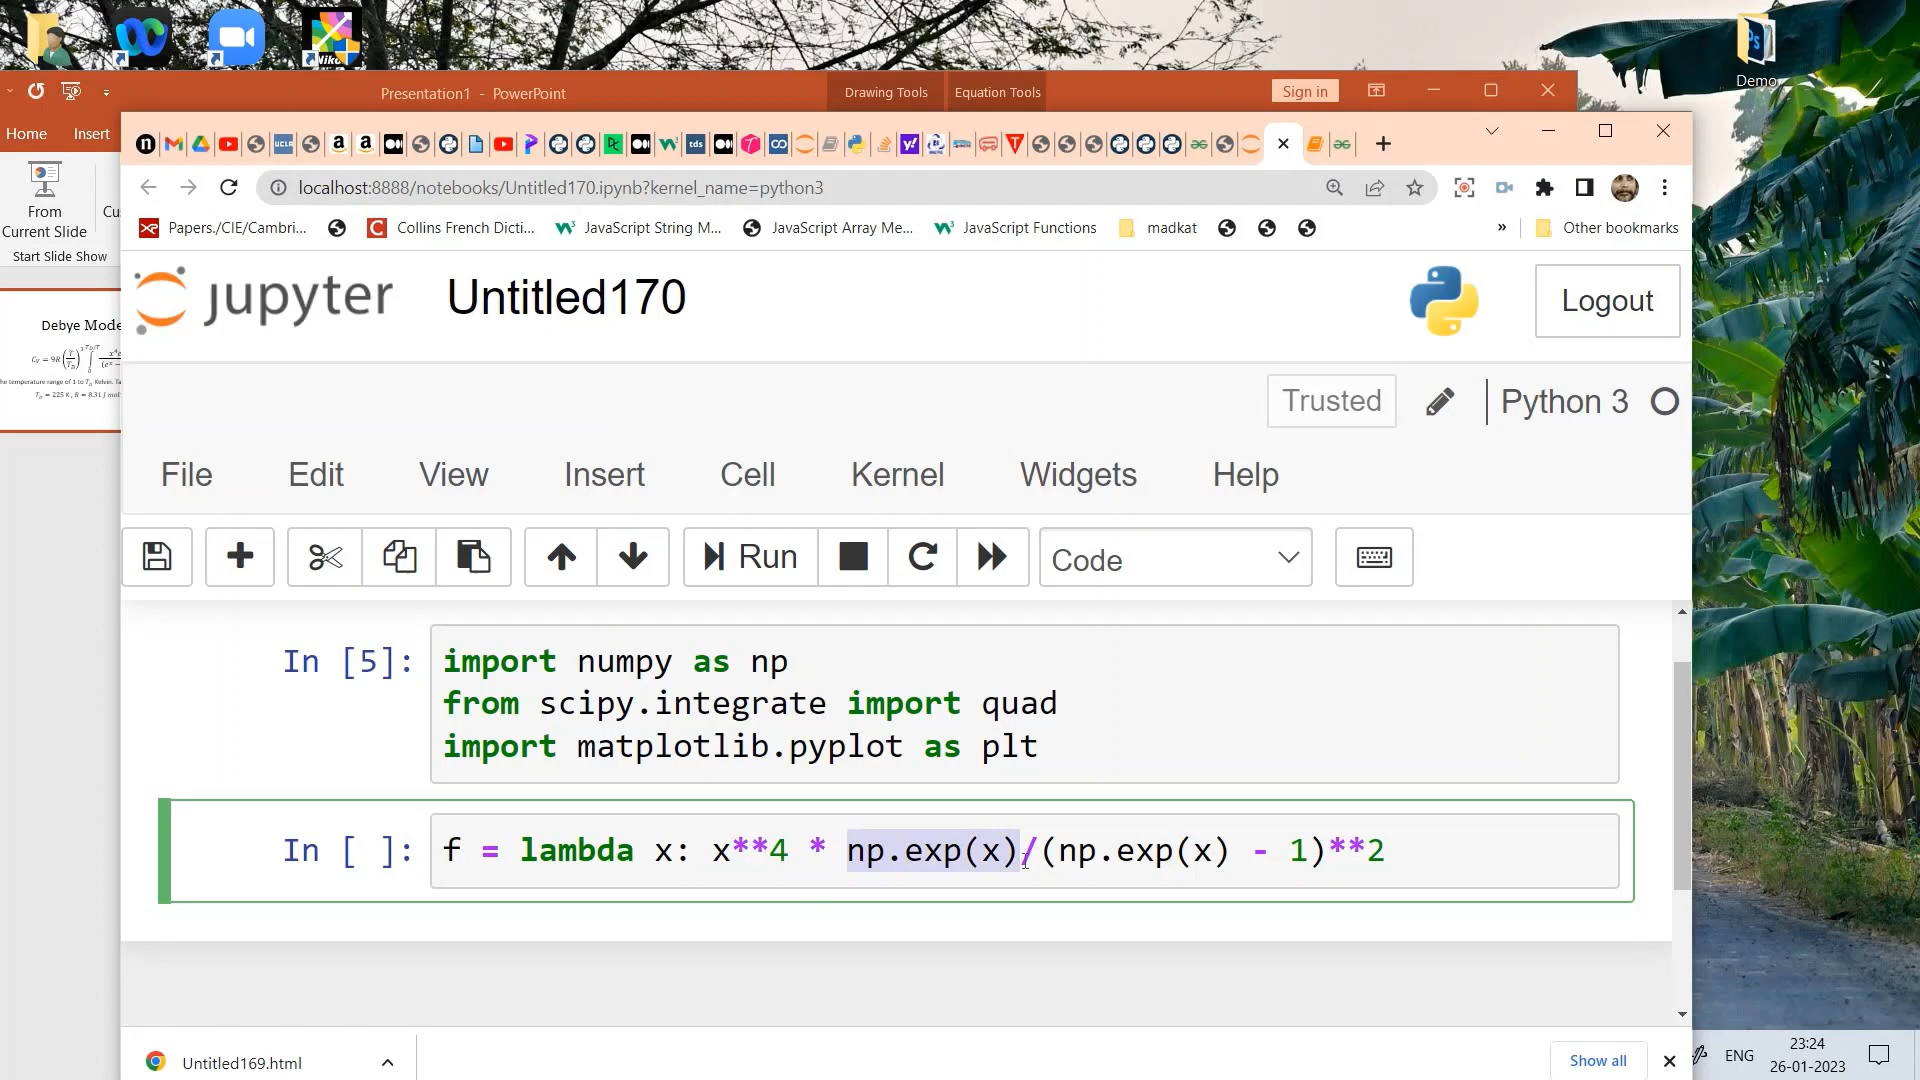 Niko
Demo
Presentation1 - PowerPoint
Drawing Tools
Equation Tools
Sign in
Home
Insert
From
Current Slide
Start Slide Show
localhost:8888/notebooks/Untitled170.ipynb?kernel_name=python3
Papers./CIE/Cambri...
Collins French Dicti...
JavaScript String M...
JavaScript Array Me...
JavaScript Functions
madkat
»
Other bookmarks
jupyter
Untitled170
Logout
Trusted
Python 3
File
Edit
View
Insert
Cell
Kernel
Widgets
Help
Run
Code
In [5]:
import numpy as np
from scipy.integrate import quad
import matplotlib.pyplot as plt
In [ ]:
f = lambda x: x**4 * np.exp(x)/(np.exp(x) - 1)**2
Untitled169.html
Show all
ENG
23:24
26-01-2023